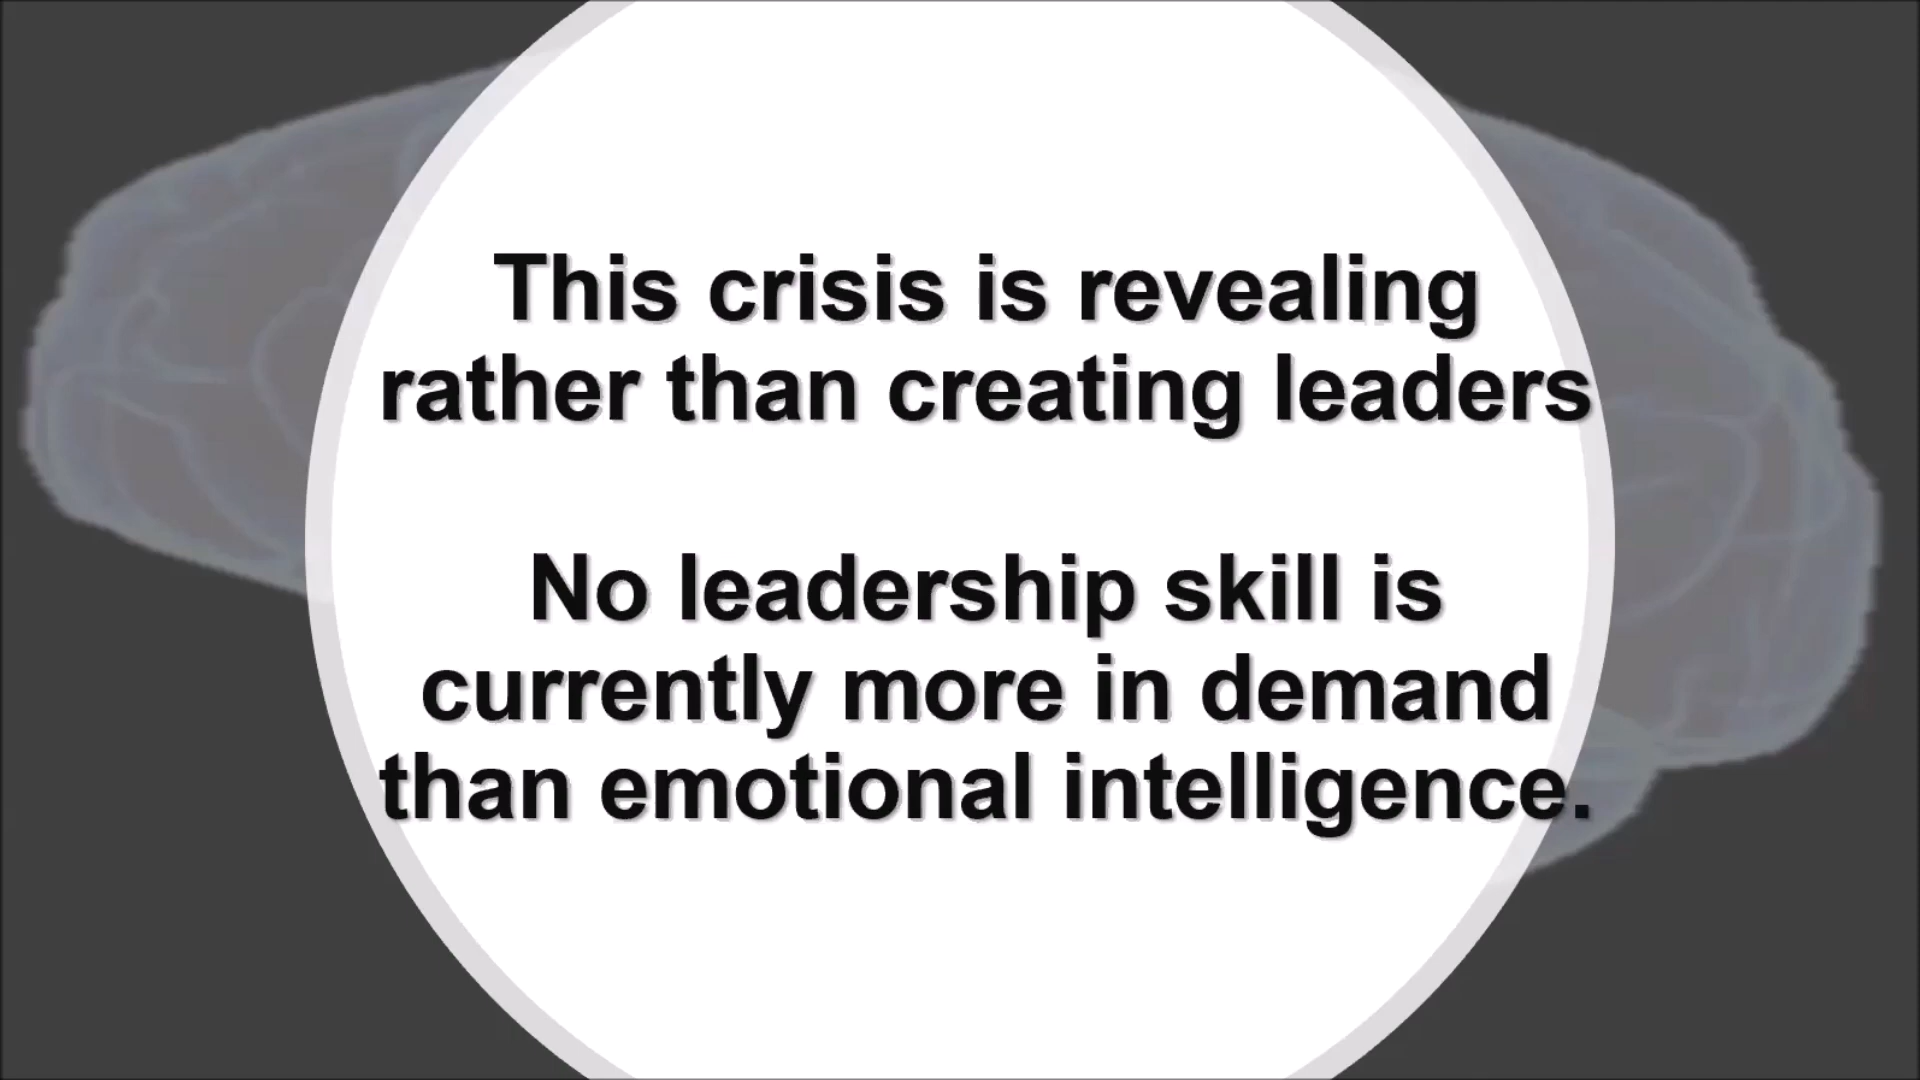 This crisis is revealing
rather than creating leaders
No leadership skill is
currently more in demand
than emotional intelligence.